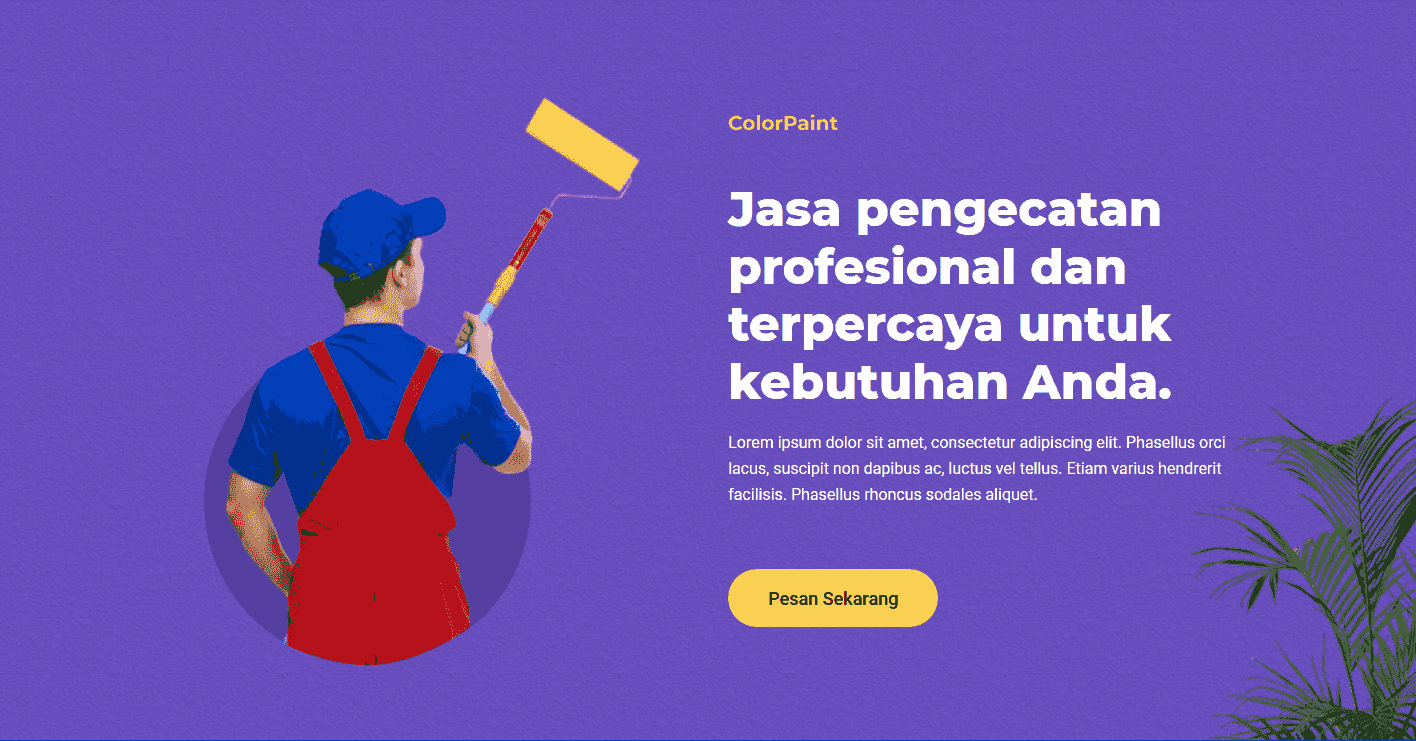 ColorPaint
Jasa pengecatan
profesional dan
terpercaya untuk
kebutuhan Anda.
Lorem ipsum dolor sit amet, consectetur adipiscing elit. Phasellus orci
lacus, suscipit non dapibus ac, luctus vel tellus. Etiam varius hendrerit
facilisis. Phasellus rhoncus sodales aliquet.
Pesan Sekarang